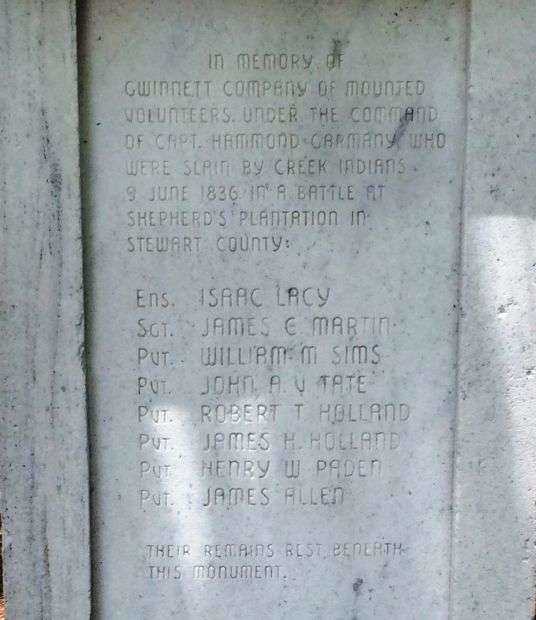 IN MEMORY OF
GWINNETT COMPANY OF MOUNTED
VOLUNTEERS, UNDER THE COMMAND
OF CAPT. HAMMOND GARMANY, WHO
WERE SLAIN BY CREEK INDIANS
9 JUNE 1836 IN A BATTLE AT
SHEPHERD'S PLANTATION IN
STEWART COUNTY:
ENS. ISAAC LACY
SGT. JAMES C MARTIN
PVT. WILLIAM M SIMS
PVT. JOHN A V TATE
PVT. ROBERT T HOLLAND
PVT. JAMES H. HOLLAND
PVT. HENRY W PADEN
PVT. JAMES ALLEN
THEIR REMAINS REST BENEATH
THIS MONUMENT.